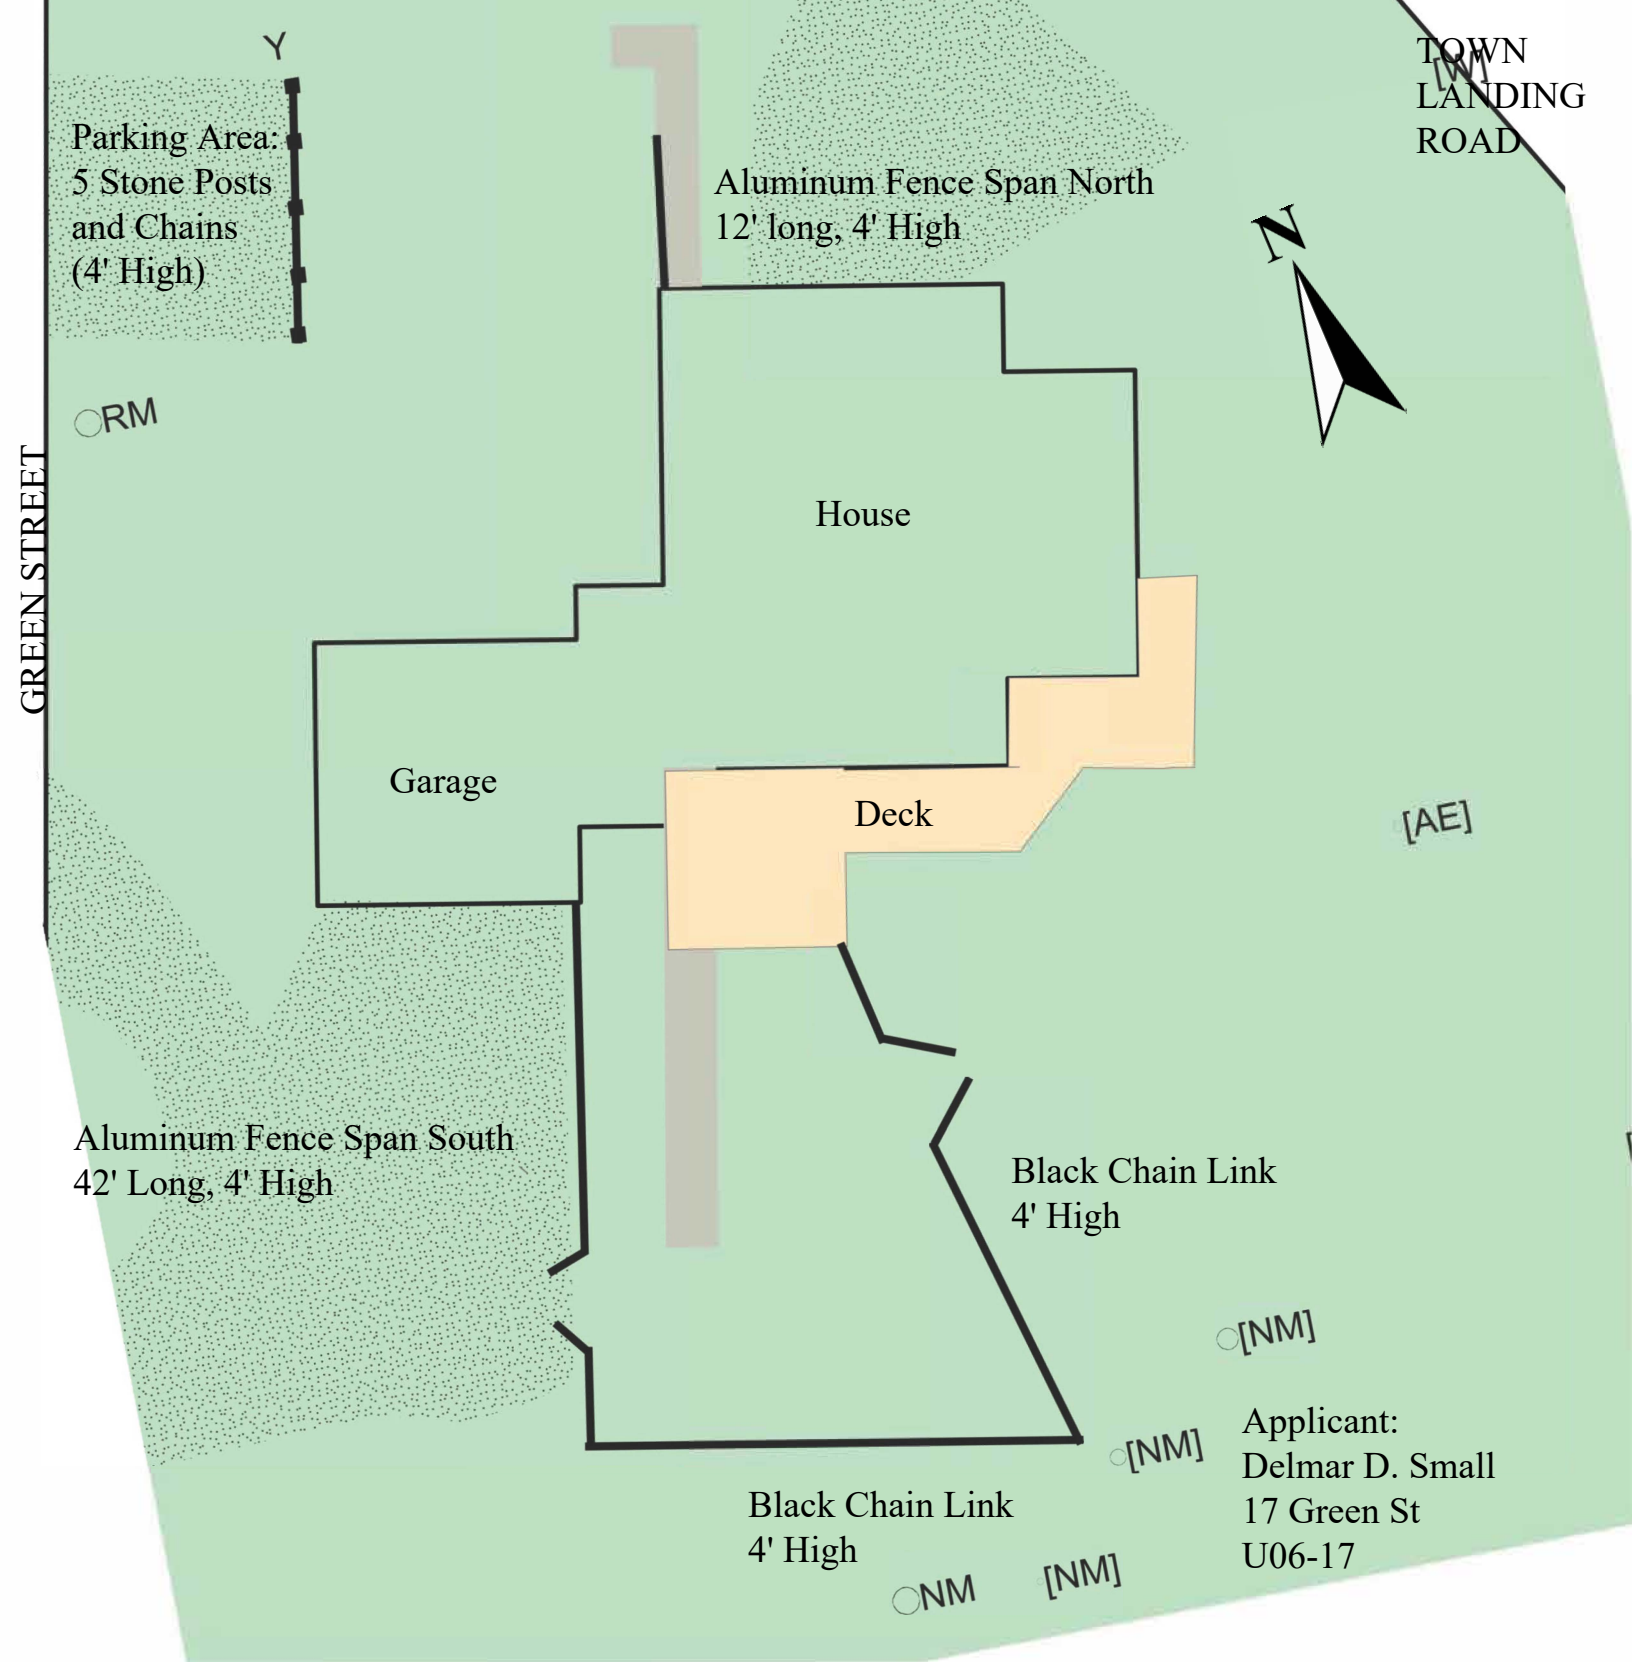 Y
TOWN
LANDING
ROAD
[W]
Parking Area:
5 Stone Posts
and Chains
(4' High)
Aluminum Fence Span North
12' long, 4' High
N
RM
GREEN STREET
House
Garage
Deck
[AE]
Aluminum Fence Span South
42' Long, 4' High
Black Chain Link
4' High
[NM]
[NM]
Applicant:
Delmar D. Small
17 Green St
U06-17
Black Chain Link
4' High
NM
[NM]